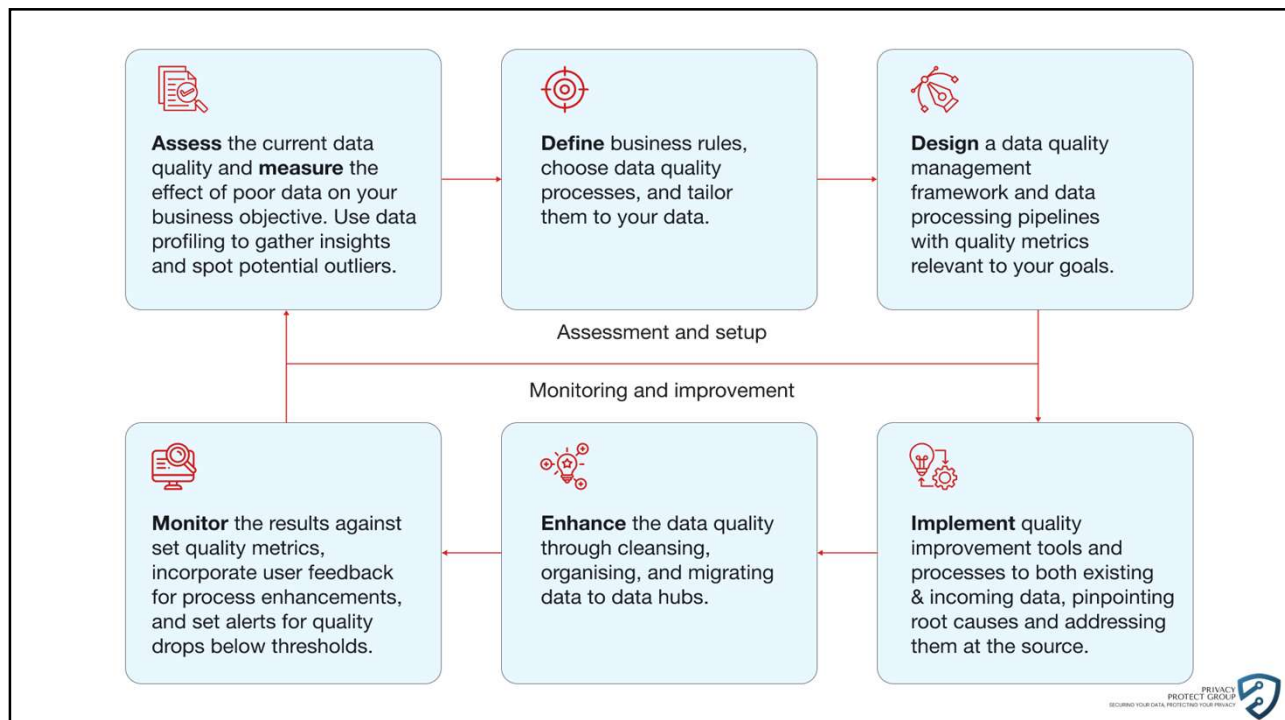 Assess the current data
quality and measure the
effect of poor data on your
business objective. Use data
profiling to gather insights
and spot potential outliers.
Define business rules,
choose data quality
processes, and tailor
them to your data.
Design a data quality
management
framework and data
processing pipelines
with quality metrics
relevant to your goals.
Assessment and setup
Monitoring and improvement
Monitor the results against
set quality metrics,
incorporate user feedback
for process enhancements,
and set alerts for quality
drops below thresholds.
Enhance the data quality
through cleansing,
organising, and migrating
data to data hubs.
Implement quality
improvement tools and
processes to both existing
& incoming data, pinpointing
root causes and addressing
them at the source.
PRIVACY
PROTECT GROUP
SECURING YOUR DATA, PROTECTING YOUR PRIVACY